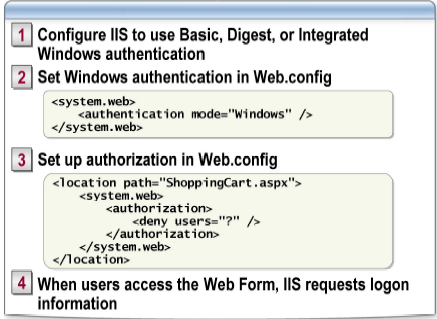 1 Configure IIS to use Basic, Digest, or Integrated
Windows authentication
2 Set Windows authentication in Web.config
<system.web>
<authentication mode="Windows" />
</system.web>
3 Set up authorization in Web.config
<location path="ShoppingCart.aspx">
<system.web>
<authorization>
<deny users="?" />
</authorization>
</system.web>
</location>
4 When users access the Web Form, IIS requests logon
information